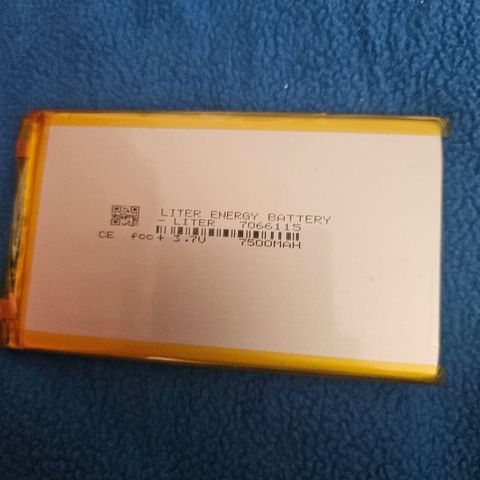 LITER ENERGY BATTERY
- LITER 7066115
CE FCC + 3.7V 7500MAH